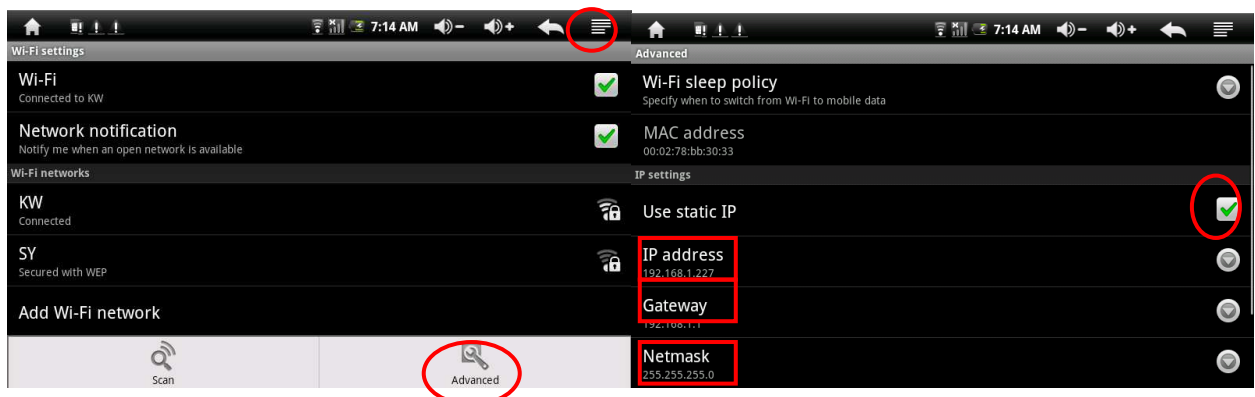 7:14 AM
Wi-Fi settings
Wi-Fi
Connected to KW
Network notification
Notify me when an open network is available
Wi-Fi networks
KW
Connected
SY
Secured with WEP
Add Wi-Fi network
Scan
Advanced
7:14 AM
Advanced
Wi-Fi sleep policy
Specify when to switch from Wi-Fi to mobile data
MAC address
00:02:78:bb:30:33
IP settings
Use static IP
IP address
192.168.1.227
Gateway
192.168.1.1
Netmask
255.255.255.0